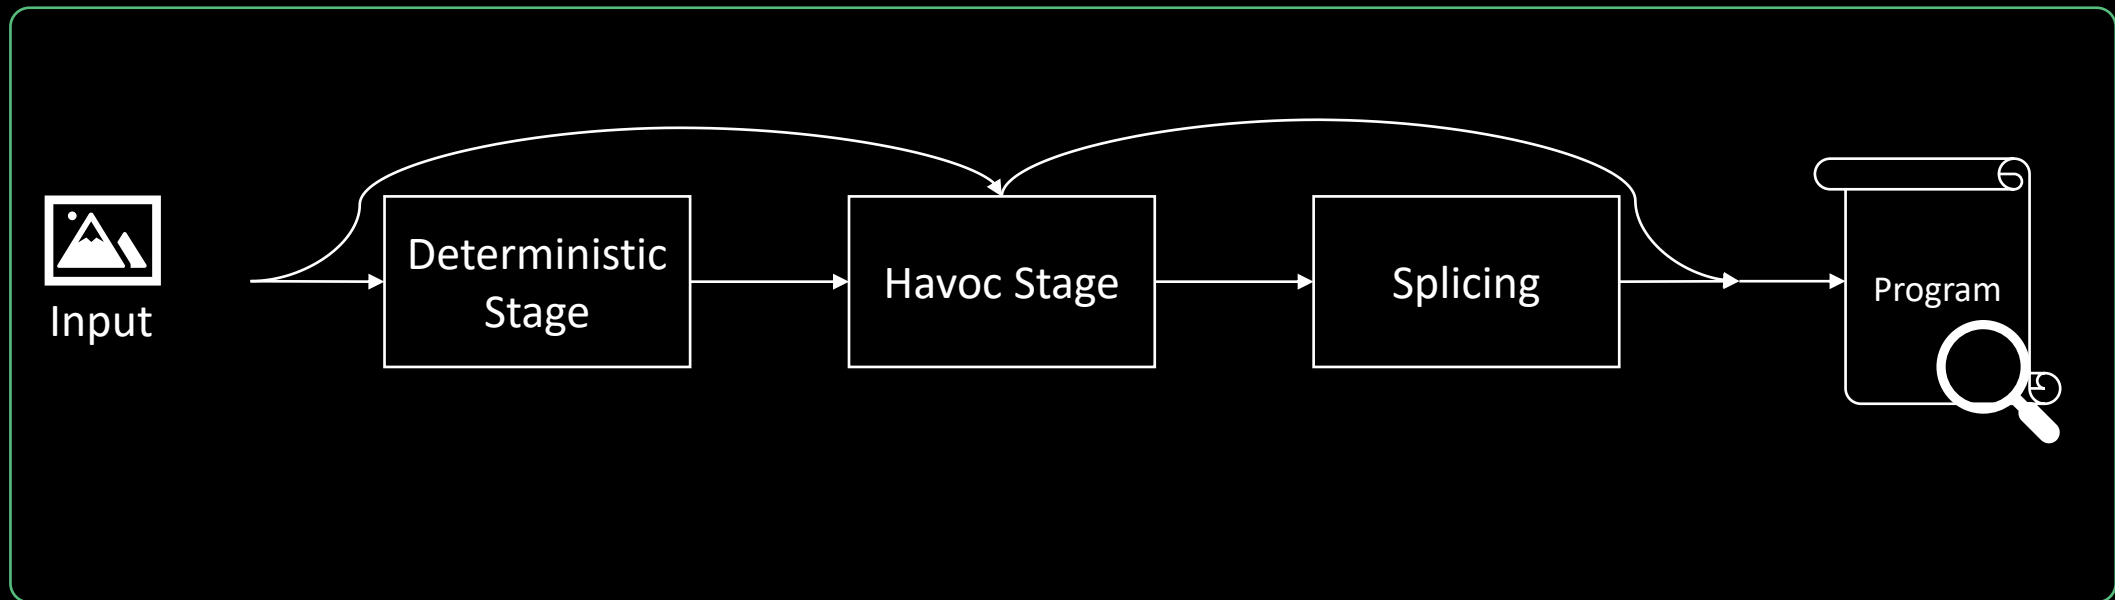 Input
Deterministic
Stage
Havoc Stage
Splicing
Program